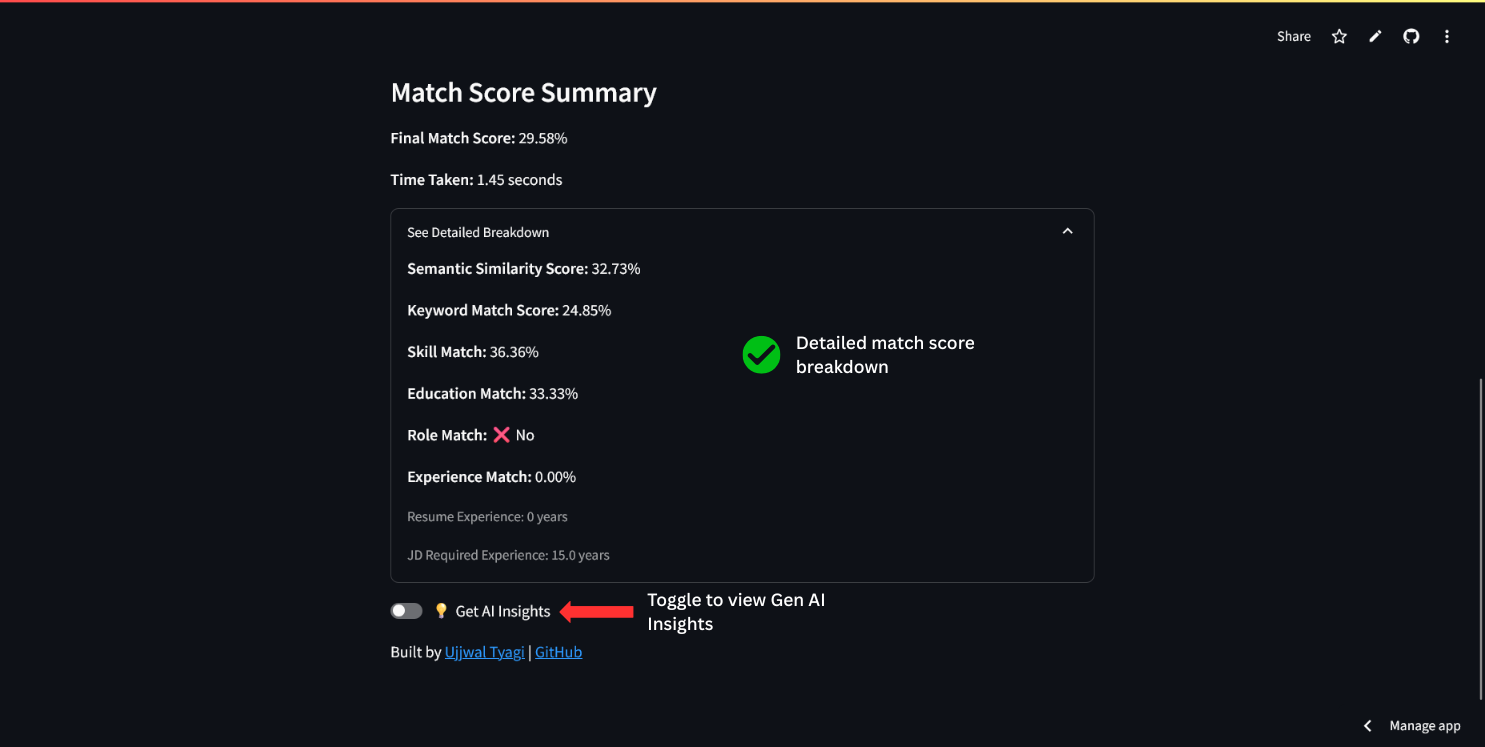 Share
Match Score Summary
Final Match Score: 29.58%
Time Taken: 1.45 seconds
See Detailed Breakdown
Semantic Similarity Score: 32.73%
Keyword Match Score: 24.85%
Skill Match: 36.36%
Detailed match score
breakdown
Education Match: 33.33%
Role Match: ❌ No
Experience Match: 0.00%
Resume Experience: 0 years
JD Required Experience: 15.0 years
💡 Get AI Insights
Toggle to view Gen AI
Insights
Built by Ujjwal Tyagi | GitHub
Manage app